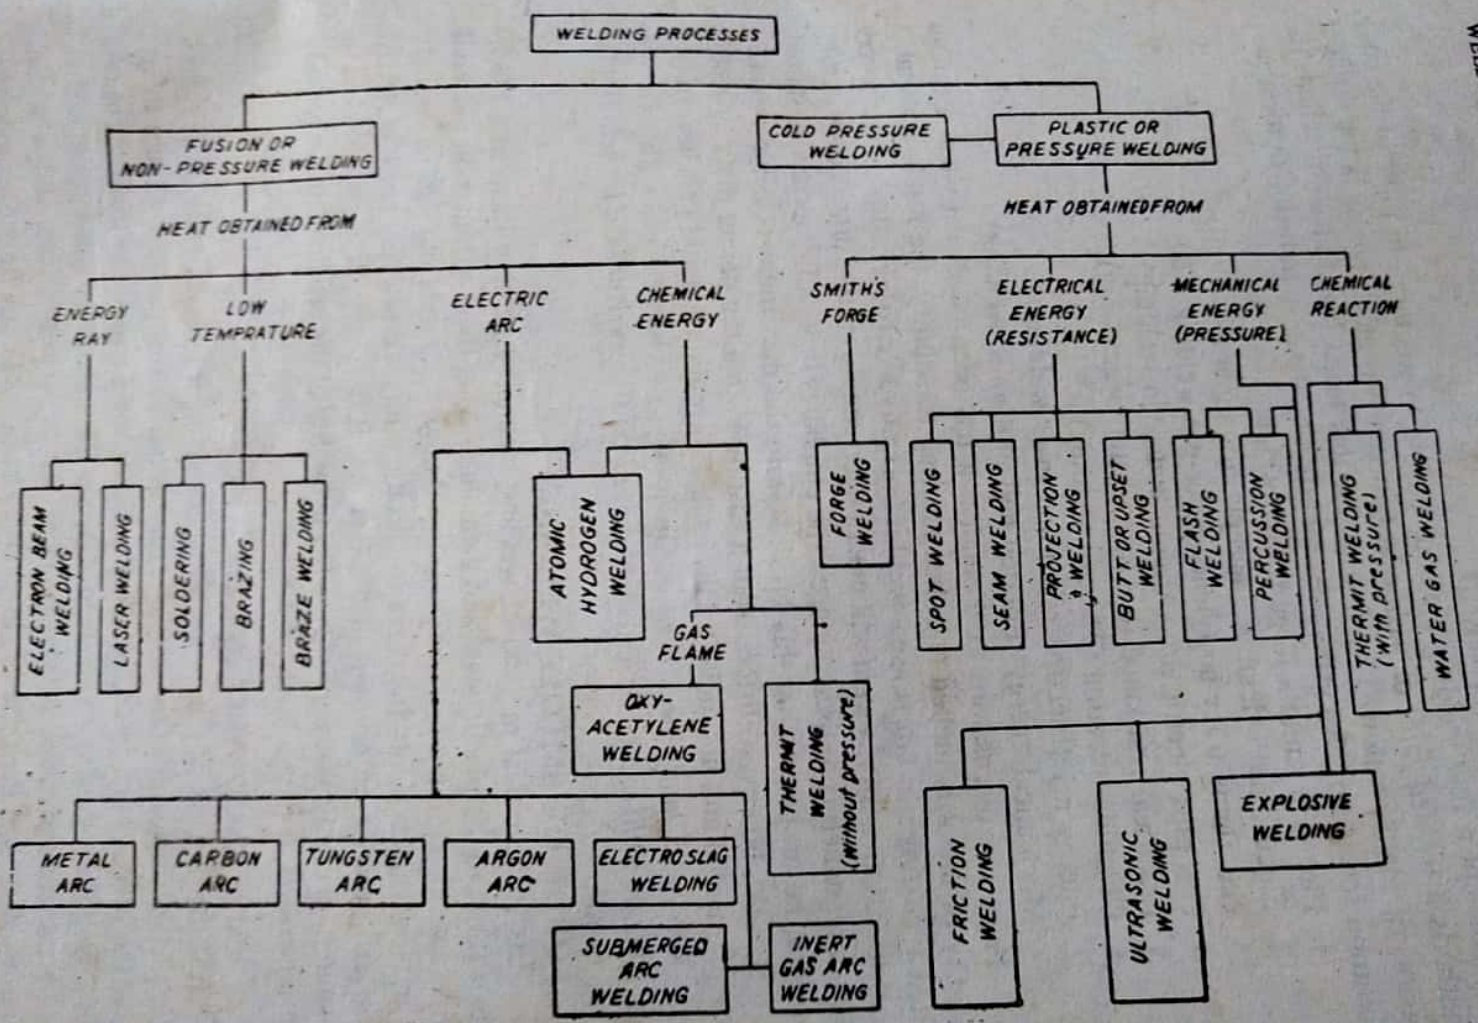 WELDING PROCESSES
FUSION OR
NON-PRESSURE WELDING
COLD PRESSURE
WELDING
PLASTIC OR
PRESSURE WELDING
HEAT OBTAINED FROM
HEAT OBTAINED FROM
ENERGY
RAY
LOW
TEMPRATURE
ELECTRIC
ARC
CHEMICAL
ENERGY
SMITH'S
FORGE
ELECTRICAL
ENERGY
(RESISTANCE)
MECHANICAL
ENERGY
(PRESSURE)
CHEMICAL
REACTION
ELECTRON BEAM
WELDING
LASER WELDING
SOLDERING
BRAZING
BRAZE WELDING
ATOMIC
HYDROGEN
WELDING
FORGE
WELDING
SPOT WELDING
SEAM WELDING
PROJECTION
WELDING
BUTT OR UPSET
WELDING
FLASH
WELDING
PERCUSSION
WELDING
THERMIT WELDING
(With pressure)
WATER GAS WELDING
GAS
FLAME
OXY-
ACETYLENE
WELDING
THERMIT
WELDING
(Without pressure)
METAL
ARC
CARBON
ARC
TUNGSTEN
ARC
ARGON
ARC
ELECTROSLAG
WELDING
SUBMERGED
ARC
WELDING
INERT
GAS ARC
WELDING
FRICTION
WELDING
ULTRASONIC
WELDING
EXPLOSIVE
WELDING